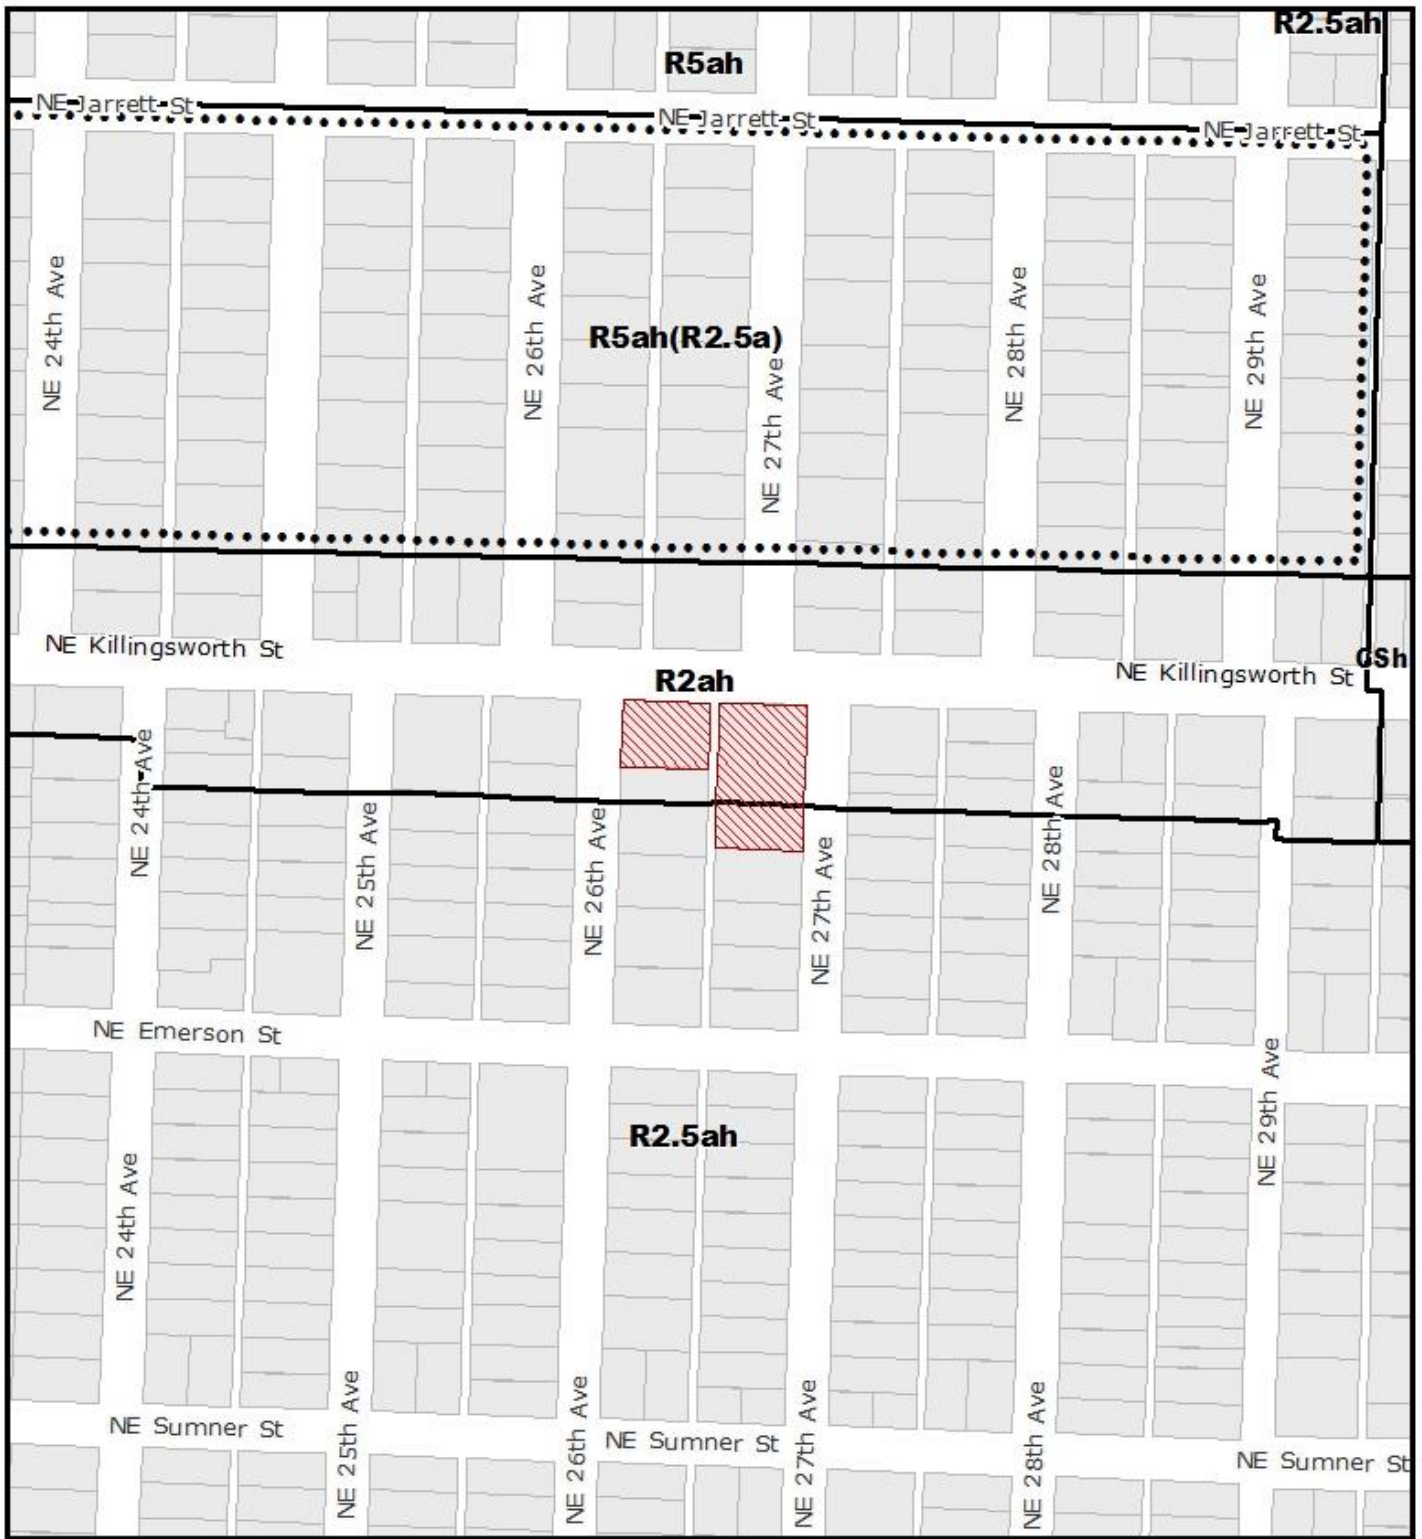 R2.5ah
R5ah
NE Jarrett St
NE Jarrett St
NE Jarrett St
NE 24th Ave
NE 26th Ave
NE 28th Ave
NE 29th Ave
R5ah(R2.5a)
NE 27th Ave
NE Killingsworth St
CSh
NE Killingsworth St
R2ah
NE 24th Ave
NE 25th Ave
NE 26th Ave
NE 27th Ave
NE 28th Ave
NE Emerson St
NE 29th Ave
R2.5ah
NE 24th Ave
NE 25th Ave
NE 26th Ave
NE 27th Ave
NE 28th Ave
NE Sumner St
NE Sumner St
NE Sumner St